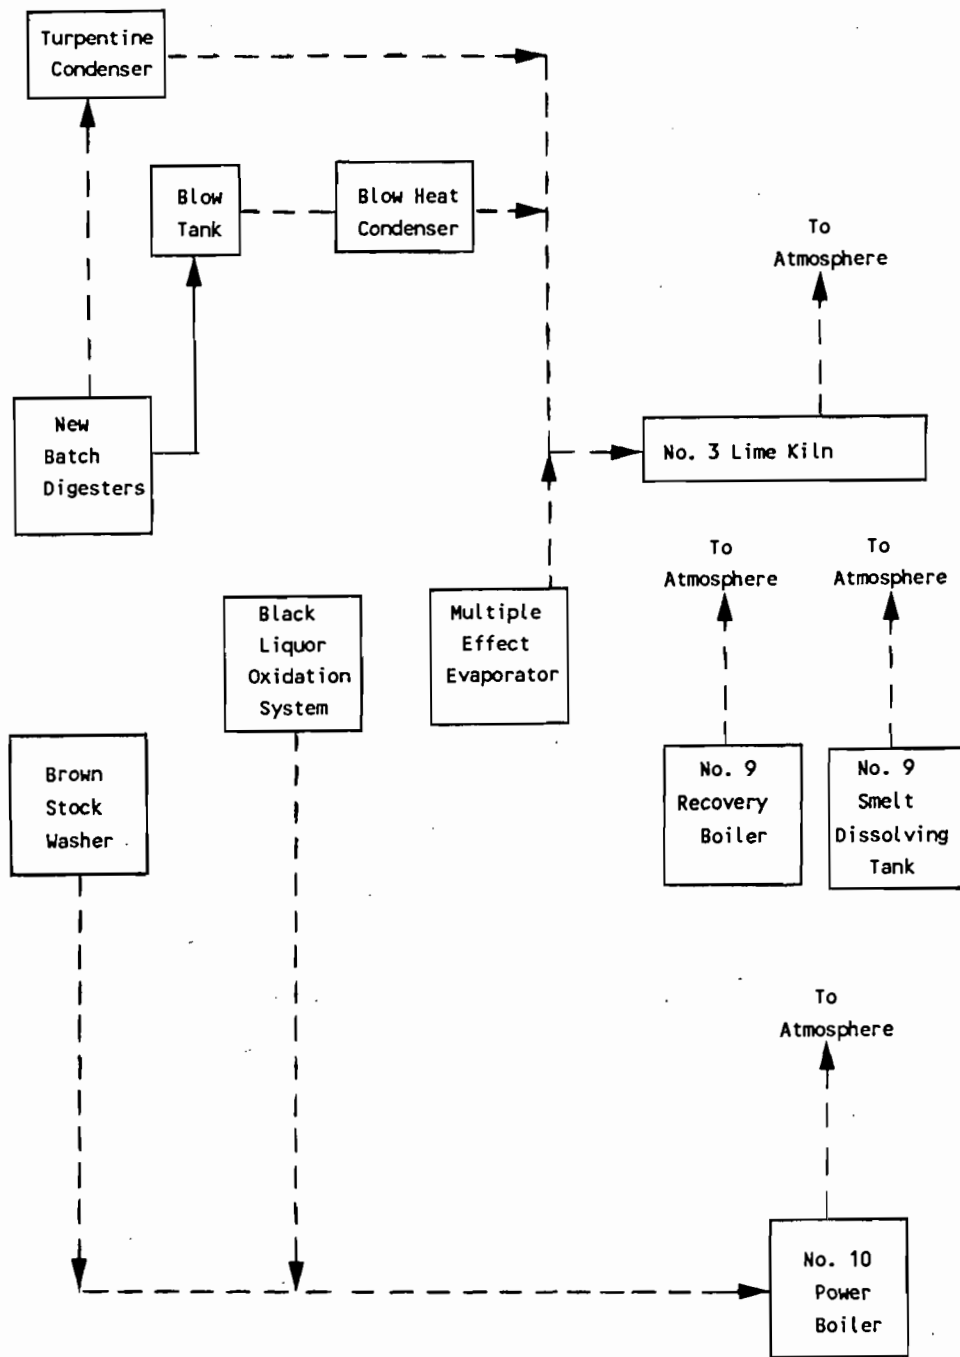 Turpentine
Condenser
Blow
Tank
Blow Heat
Condenser
To
Atmosphere
New
Batch
Digesters
No. 3 Lime Kiln
To
Atmosphere
To
Atmosphere
Black
Liquor
Oxidation
System
Multiple
Effect
Evaporator
Brown
Stock
Washer
No. 9
Recovery
Boiler
No. 9
Smelt
Dissolving
Tank
To
Atmosphere
No. 10
Power
Boiler